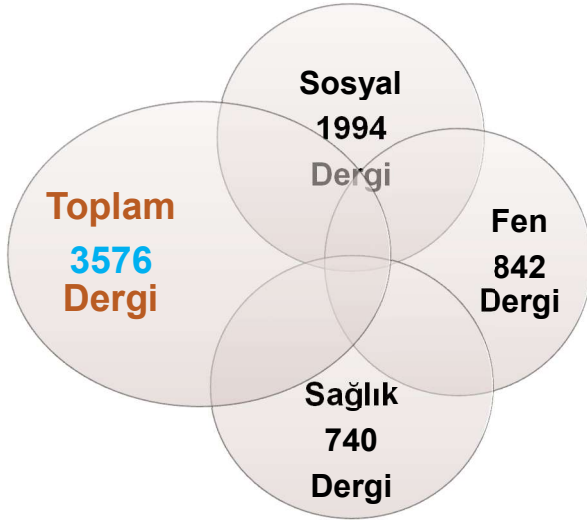 Sosyal
1994
Dergi
Toplam
3576
Dergi
Fen
842
Dergi
Sağlık
740
Dergi